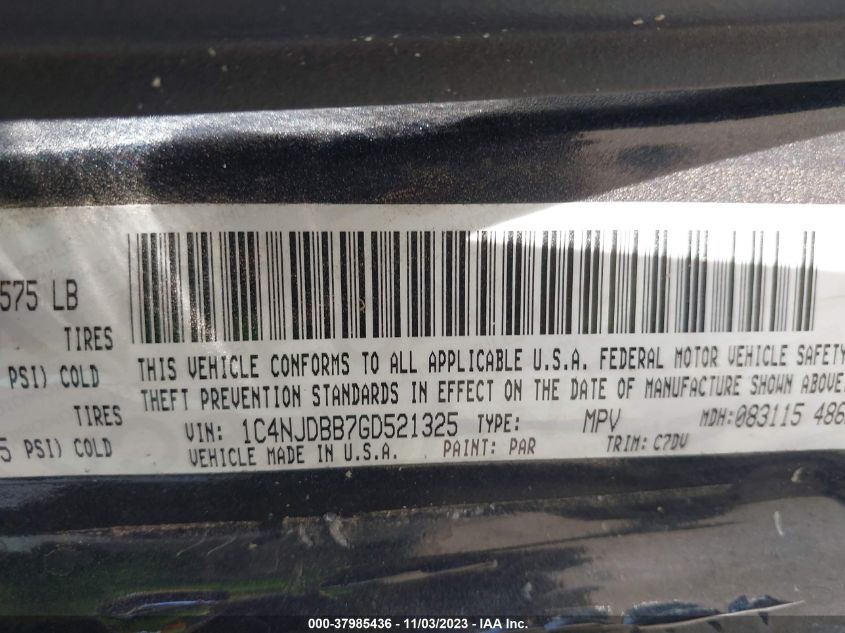 575 LB
TIRES
PSI) COLD
TIRES
5 PSI) COLD
THIS VEHICLE CONFORMS TO ALL APPLICABLE U.S.A. FEDERAL MOTOR VEHICLE SAFETY
THEFT PREVENTION STANDARDS IN EFFECT ON THE DATE OF MANUFACTURE SHOWN ABOVE
VIN: 1C4NJDBB7GD521325 TYPE: MPV MDH:083115 486
VEHICLE MADE IN U.S.A. PAINT: PAR TRIM: C7DV
000-37985436 - 11/03/2023 - IAA Inc.